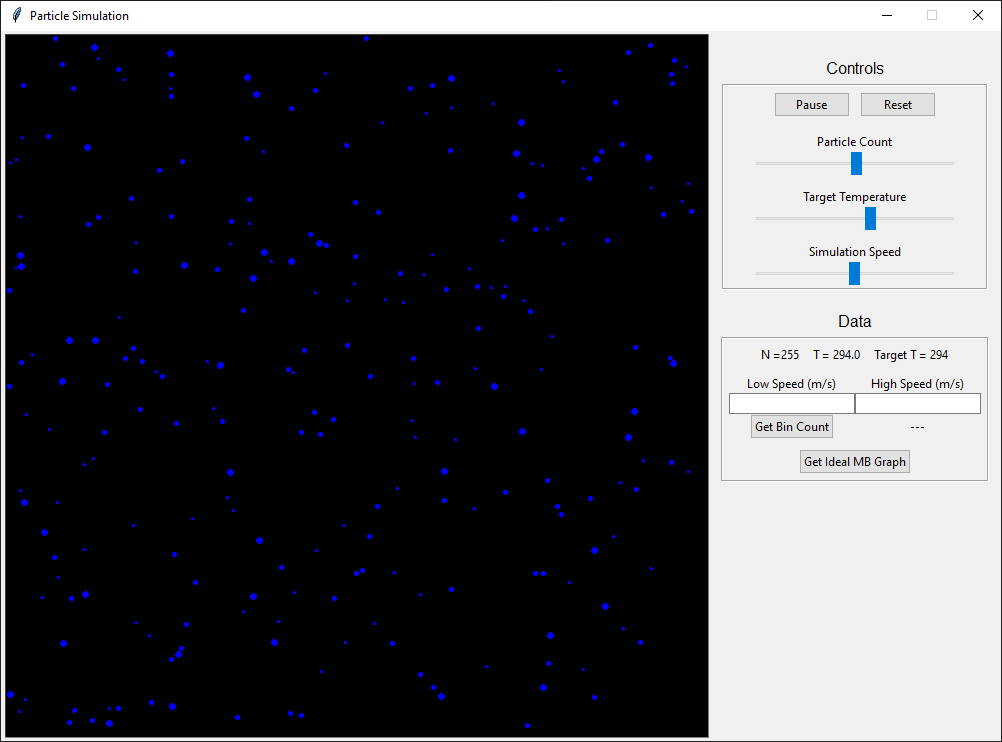 Particle Simulation
Controls
Pause Reset
Particle Count
Target Temperature
Simulation Speed
Data
N =255 T = 294.0 Target T = 294
Low Speed (m/s) High Speed (m/s)
Get Bin Count ---
Get Ideal MB Graph